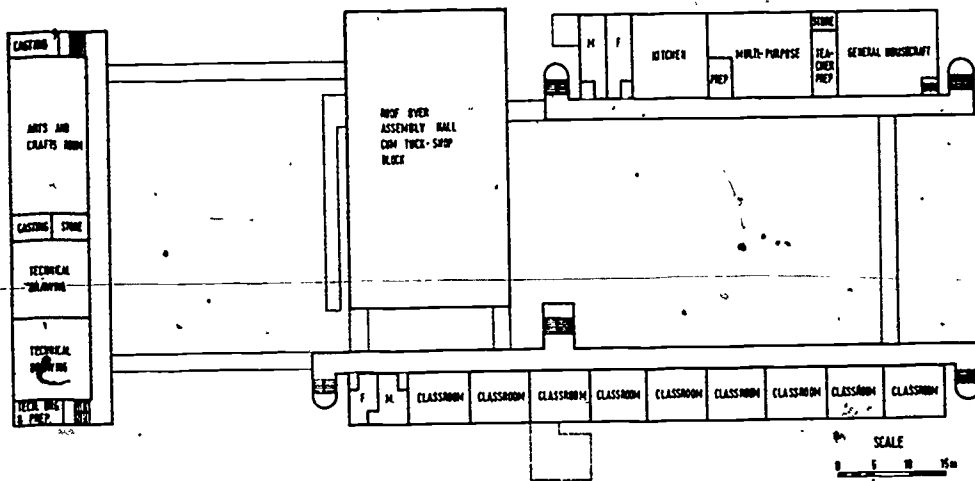 CASTING
ARTS AND
CRAFTS ROOM
CASTING
STORE
TECHNICAL
DRAWING
TECHNICAL
DRAWING
TECH. DRG
& PREP.
ROOF OVER
ASSEMBLY HALL
CUM TUCK-SHOP
BLOCK
M
F
KITCHEN
PREP
MULTI-PURPOSE
STORE
TEA-
CHER
PREP
GENERAL HOUSECRAFT
F
M
CLASSROOM
CLASSROOM
CLASSROOM
CLASSROOM
CLASSROOM
CLASSROOM
CLASSROOM
CLASSROOM
CLASSROOM
SCALE
0 5 10 15m